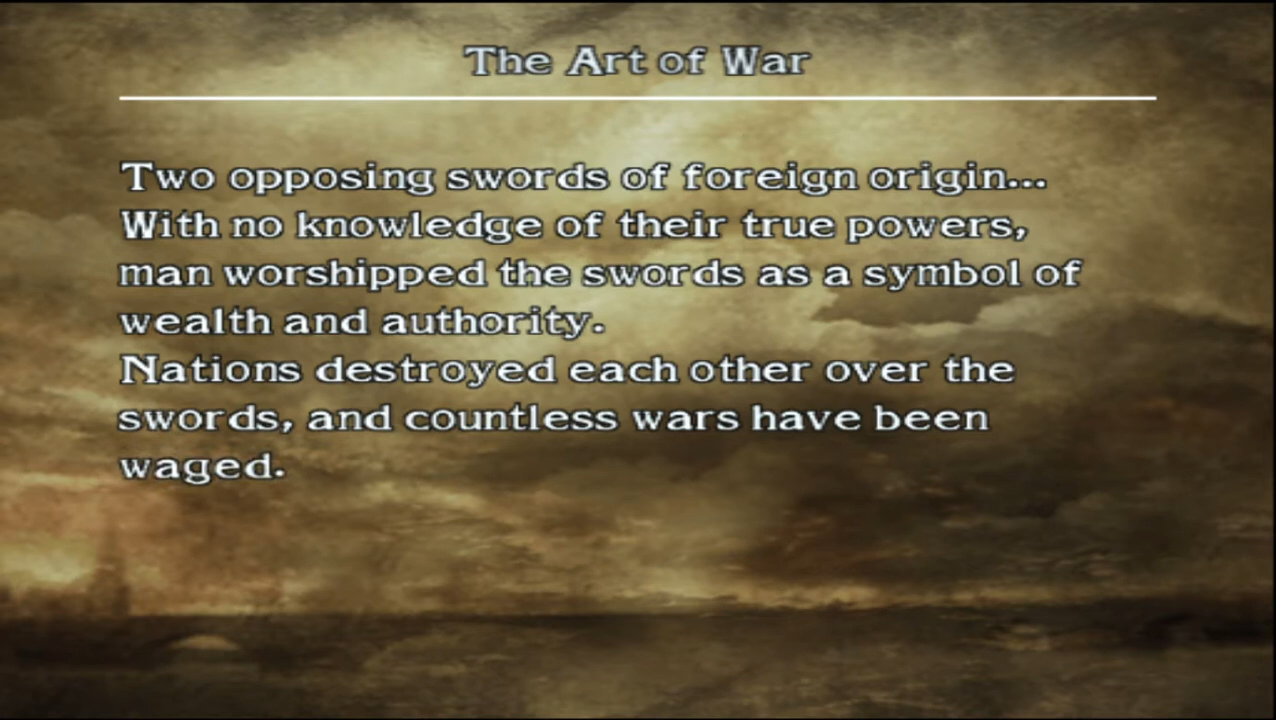 The Art of War
Two opposing swords of foreign origin...
With no knowledge of their true powers,
man worshipped the swords as a symbol of
wealth and authority.
Nations destroyed each other over the
swords, and countless wars have been
waged.